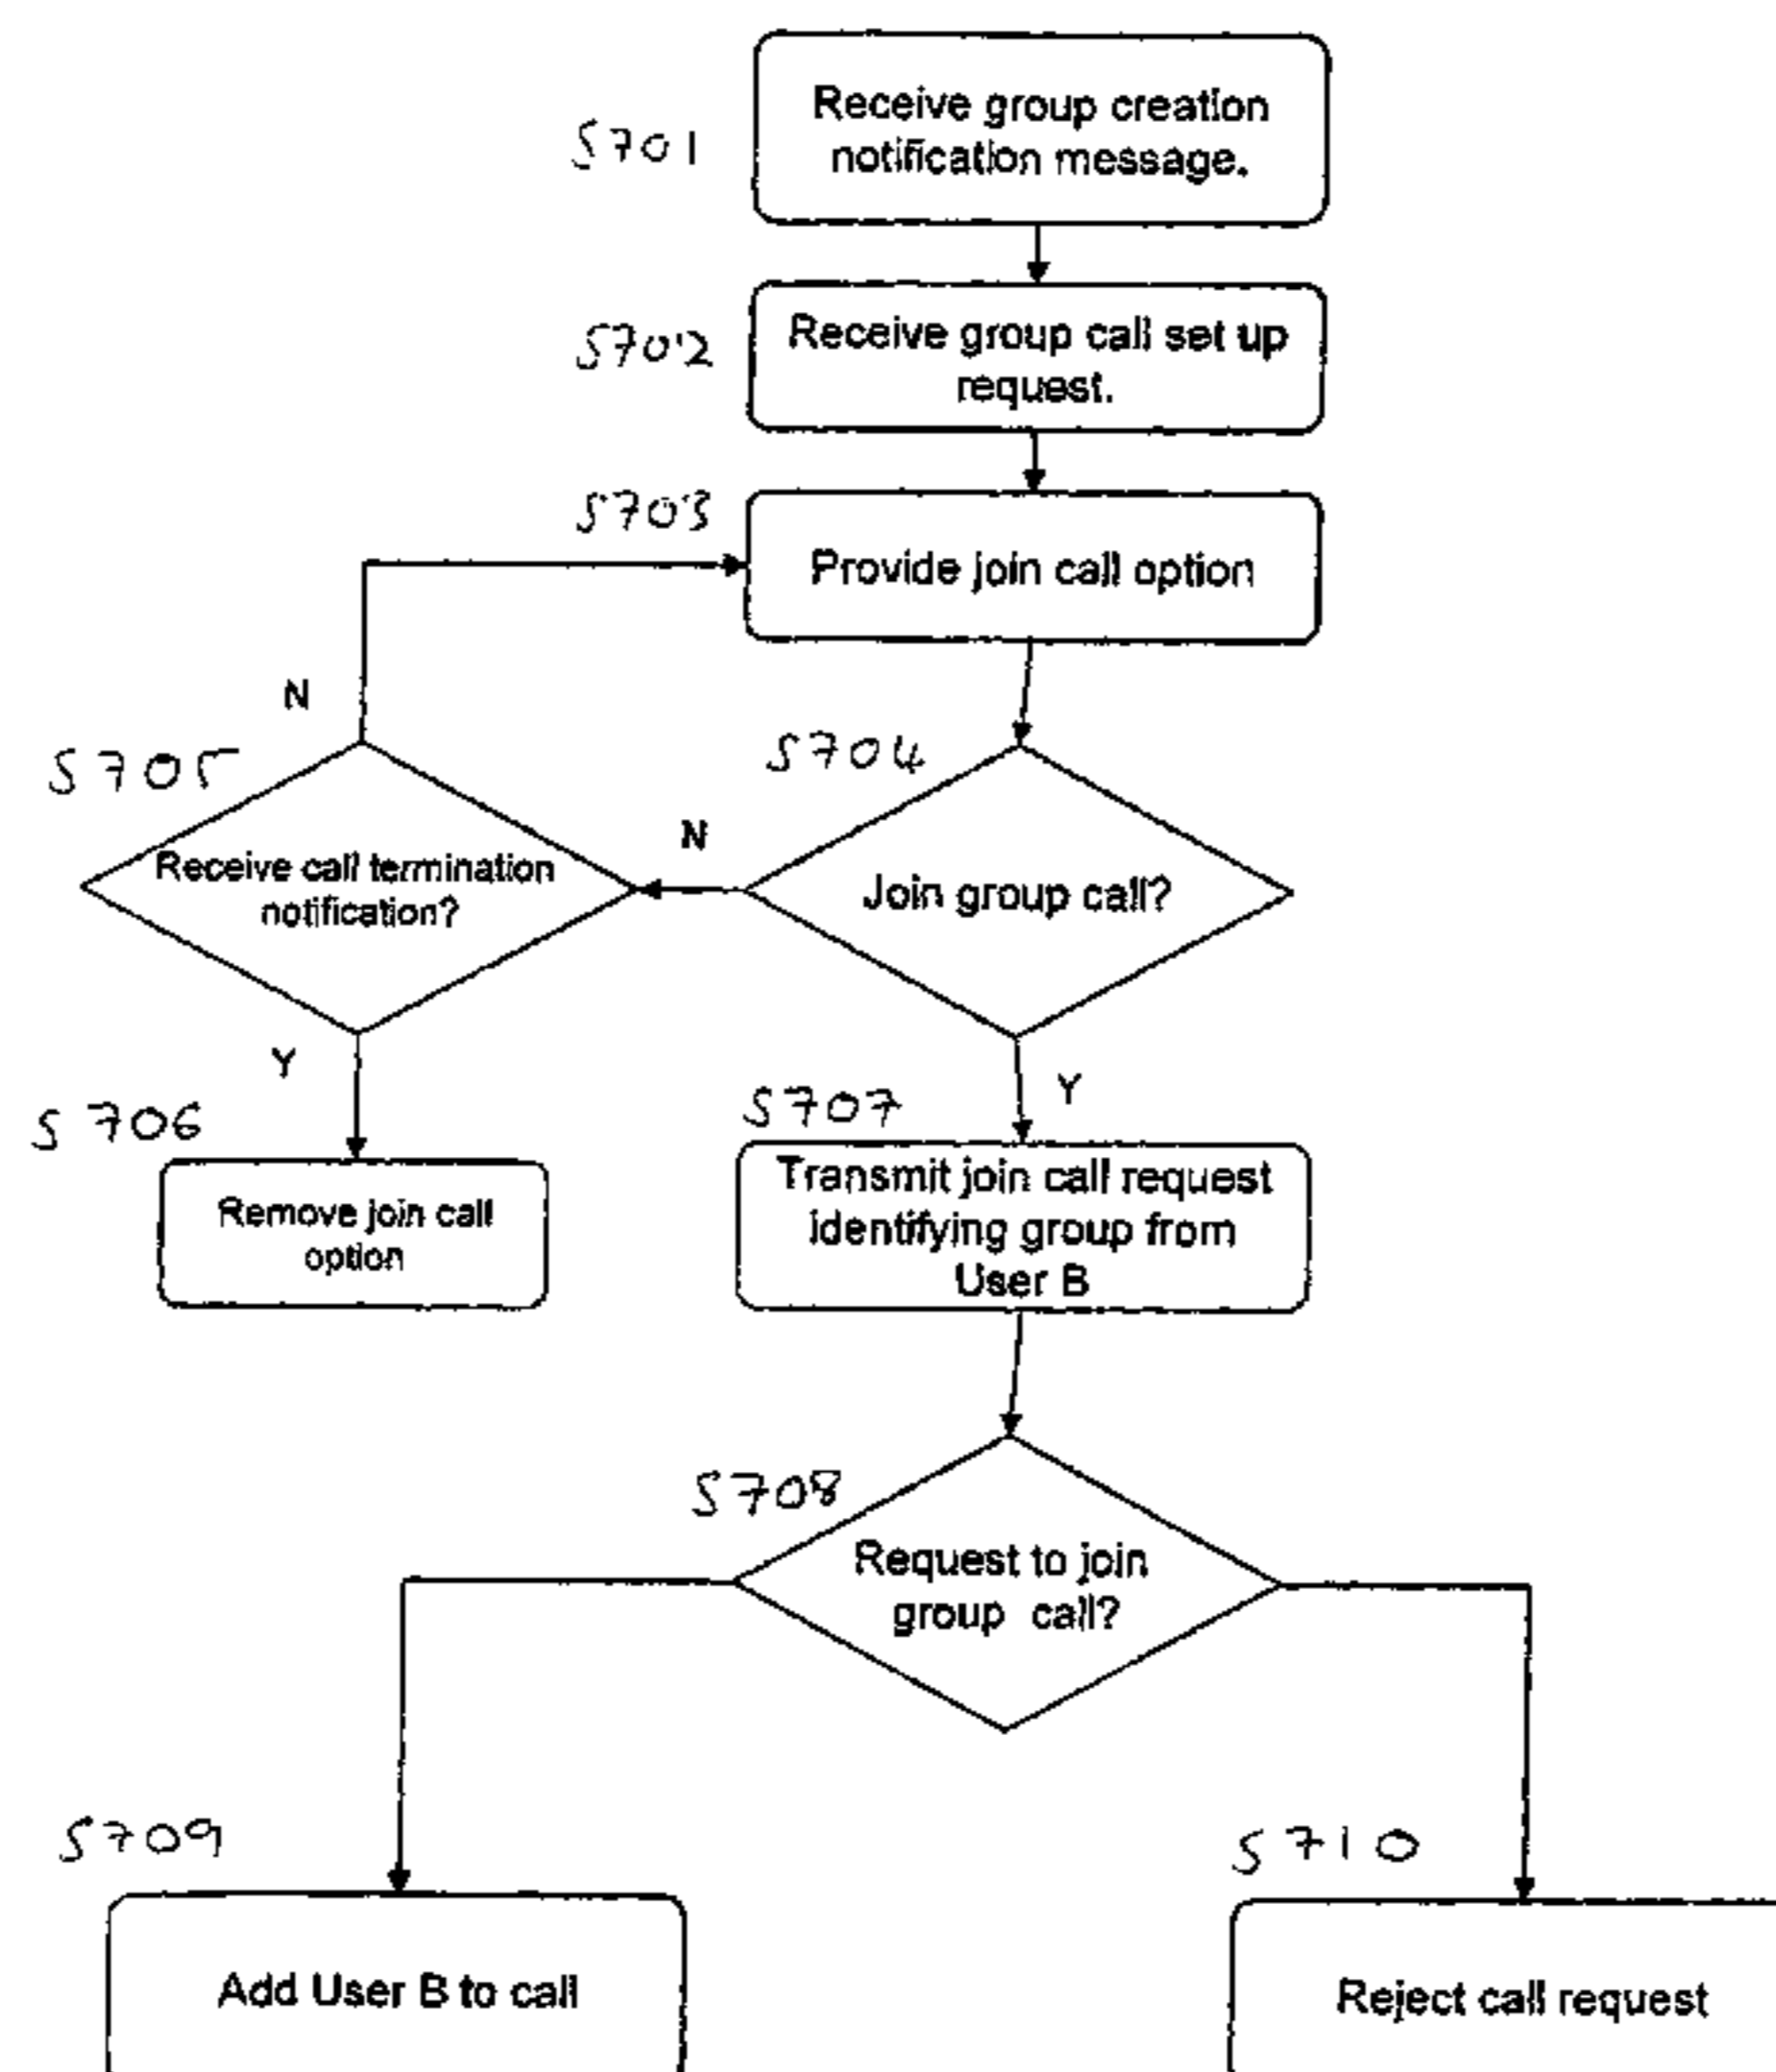 S701
Receive group creation
notification message.
S702
Receive group call set up
request.
S703
Provide join call option
N
S705
Receive call termination
notification?
N
S704
Join group call?
Y
S706
Remove join call
option
Y
S707
Transmit join call request
identifying group from
User B
S708
Request to join
group call?
S709
Add User B to call
S710
Reject call request